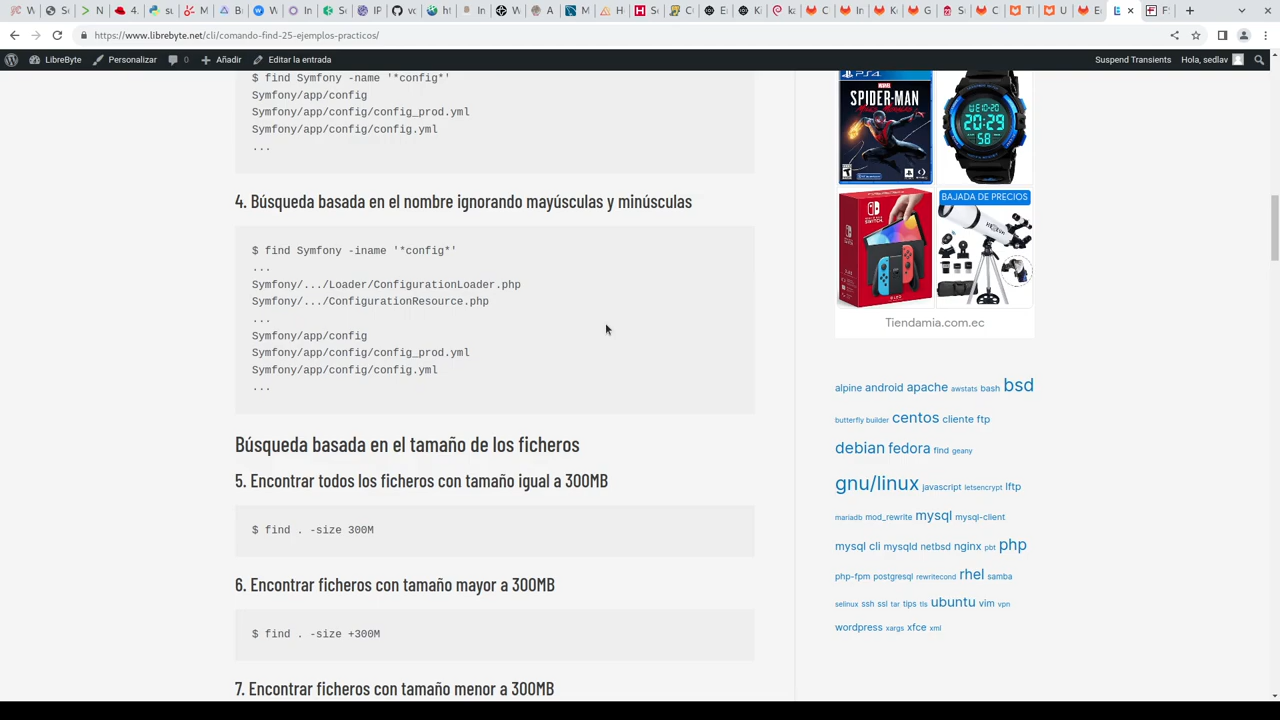 https://www.librebyte.net/cli/comando-find-25-ejemplos-practicos/
LibreByte
Personalizar
0
Añadir
Editar la entrada
Suspend Transients
Hola, sedlav
$ find Symfony -name '*config*'
Symfony/app/config
Symfony/app/config/config_prod.yml
Symfony/app/config/config.yml
...
4. Búsqueda basada en el nombre ignorando mayúsculas y minúsculas
$ find Symfony -iname '*config*'
...
Symfony/.../Loader/ConfigurationLoader.php
Symfony/.../ConfigurationResource.php
...
Symfony/app/config
Symfony/app/config/config_prod.yml
Symfony/app/config/config.yml
...
Búsqueda basada en el tamaño de los ficheros
5. Encontrar todos los ficheros con tamaño igual a 300MB
$ find . -size 300M
6. Encontrar ficheros con tamaño mayor a 300MB
$ find . -size +300M
7. Encontrar ficheros con tamaño menor a 300MB
PS4
MARVEL
SPIDER-MAN
20:29
58
BAJADA DE PRECIOS
NINTENDO
SWITCH
Tiendamia.com.ec
alpine android apache awstats bash bsd
butterfly builder centos cliente ftp
debian fedora find geany
gnu/linux javascript letsencrypt lftp
mariadb mod_rewrite mysql mysql-client
mysql cli mysqld netbsd nginx pbt php
php-fpm postgresql rewritecond rhel samba
selinux ssh ssl tar tips tls ubuntu vim vpn
wordpress xargs xfce xml